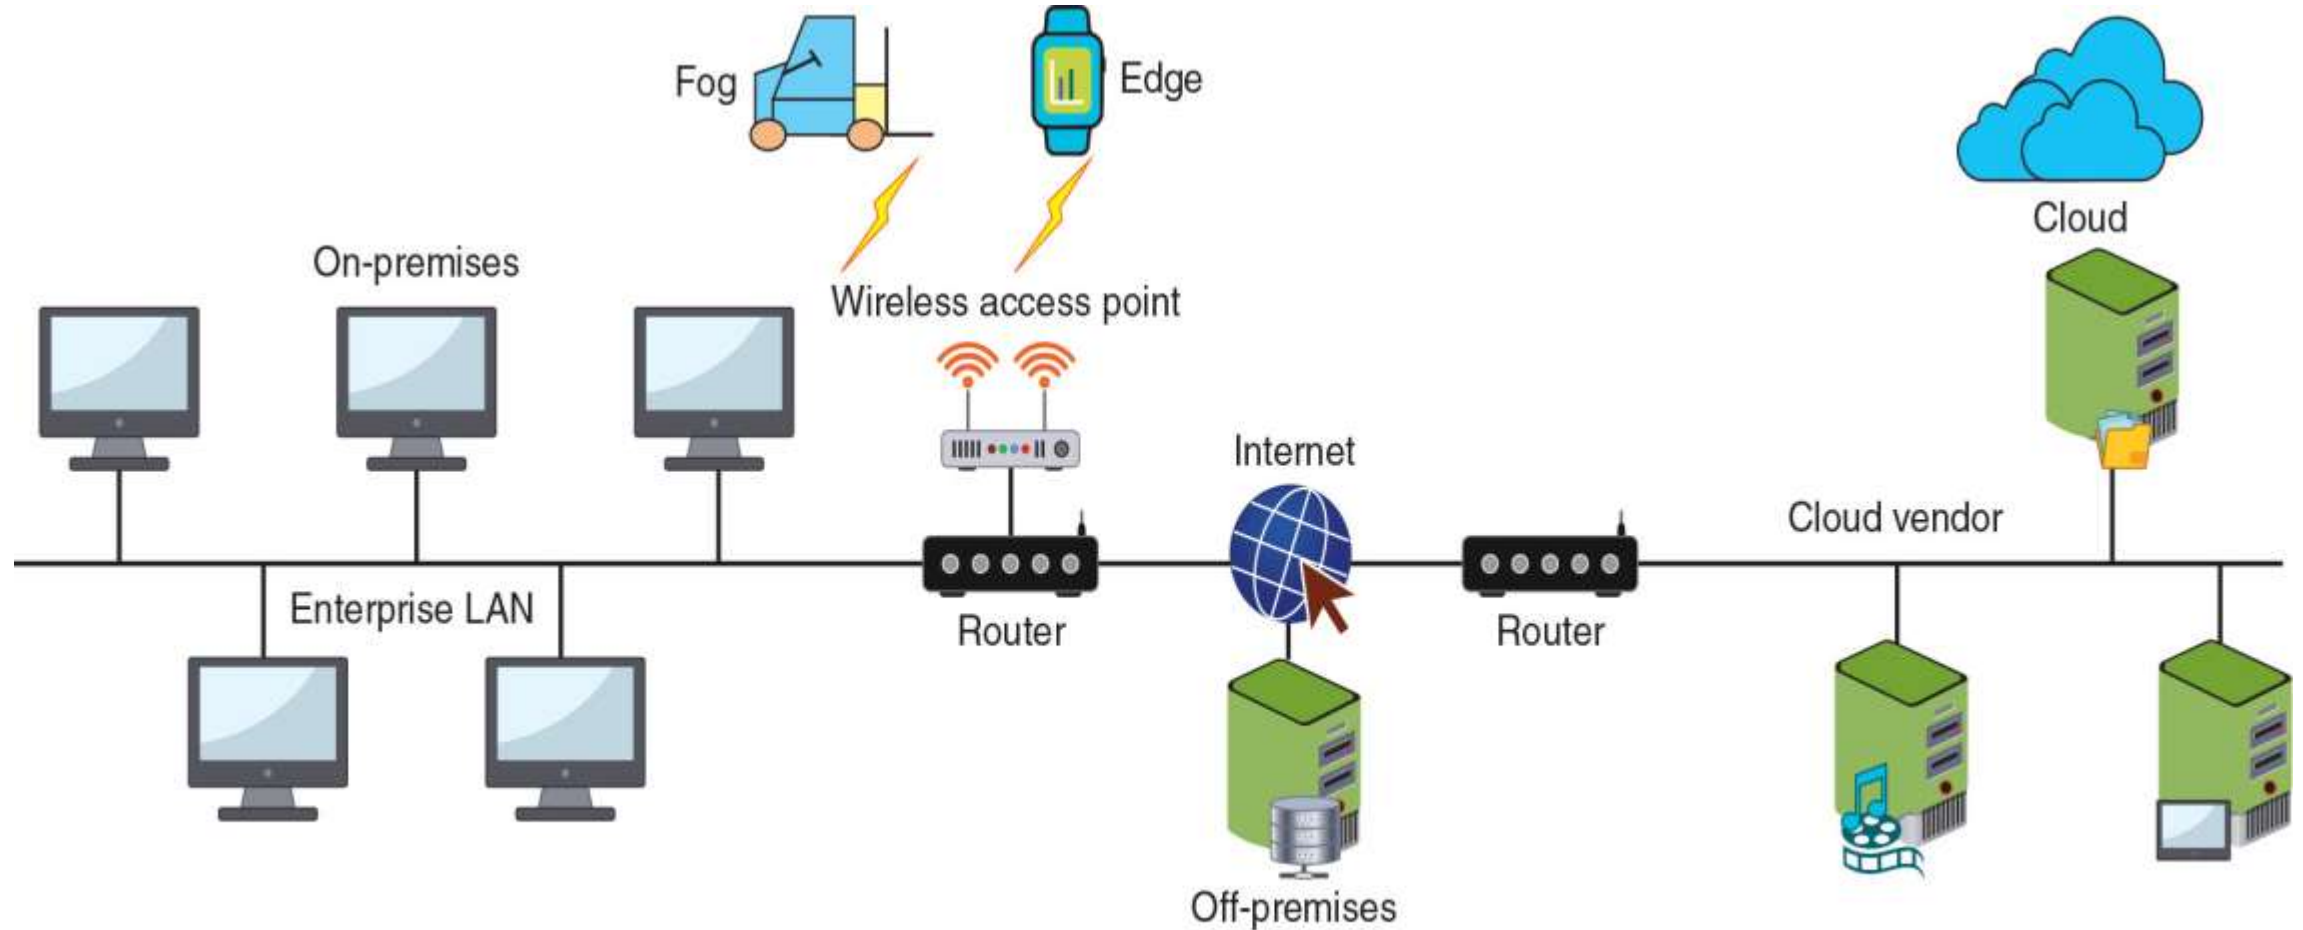 Fog
Edge
Cloud
On-premises
Wireless access point
Internet
Cloud vendor
Enterprise LAN
Router
Router
Off-premises